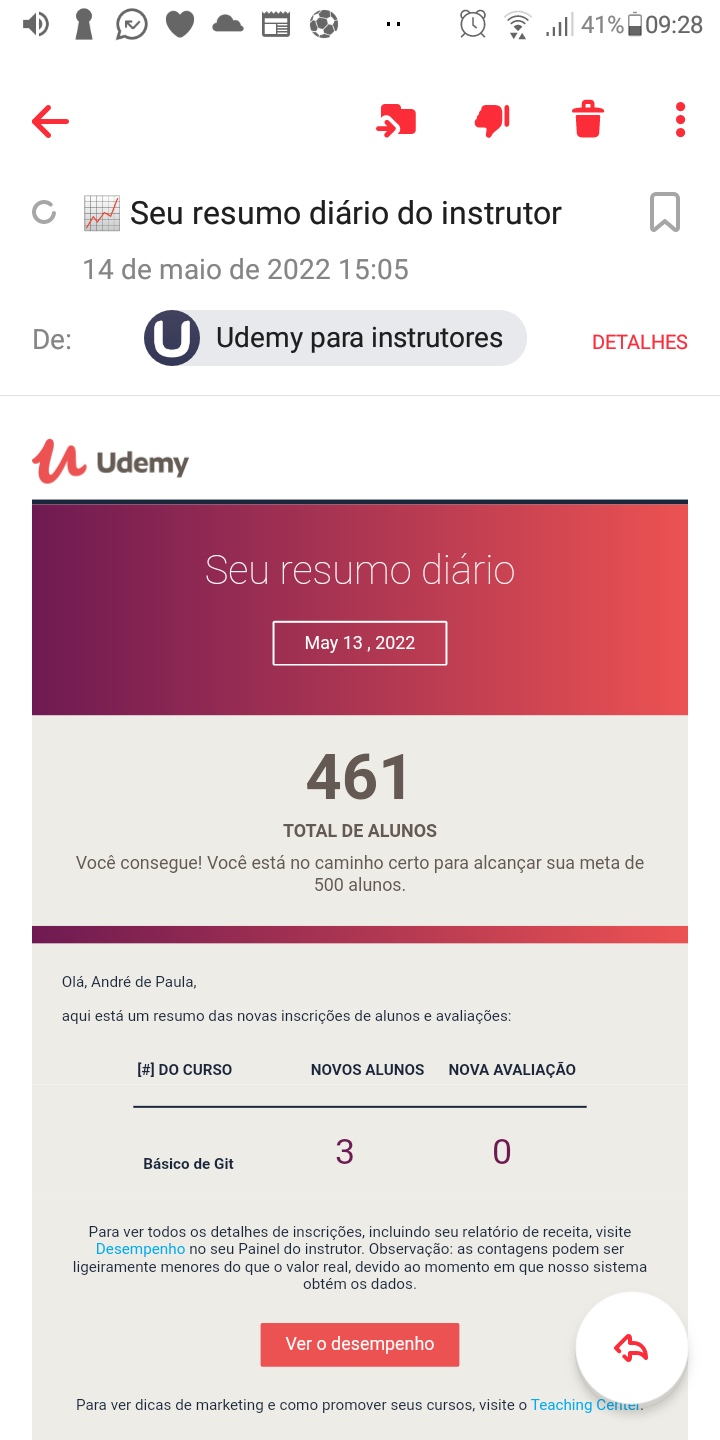 41% 09:28
Seu resumo diário do instrutor
14 de maio de 2022 15:05
De: Udemy para instrutores DETALHES
Udemy
Seu resumo diário
May 13 , 2022
461
TOTAL DE ALUNOS
Você consegue! Você está no caminho certo para alcançar sua meta de
500 alunos.
Olá, André de Paula,
aqui está um resumo das novas inscrições de alunos e avaliações:
[#] DO CURSO NOVOS ALUNOS NOVA AVALIAÇÃO
Básico de Git 3 0
Para ver todos os detalhes de inscrições, incluindo seu relatório de receita, visite
Desempenho no seu Painel do instrutor. Observação: as contagens podem ser
ligeiramente menores do que o valor real, devido ao momento em que nosso sistema
obtém os dados.
Ver o desempenho
Para ver dicas de marketing e como promover seus cursos, visite o Teaching Center.